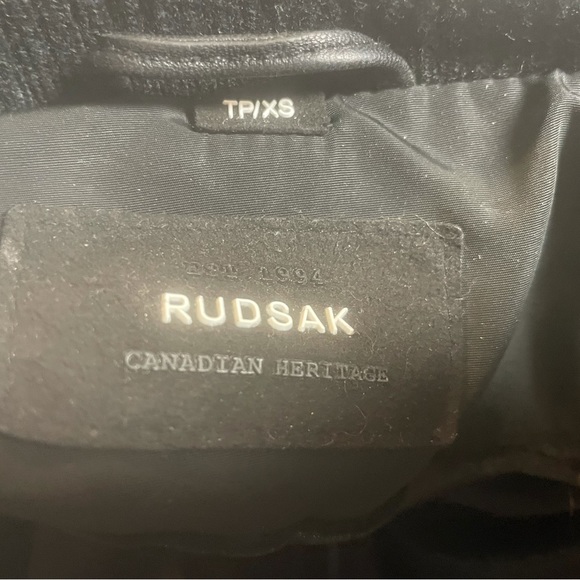 TP/XS
EST. 1994
RUDSAK
CANADIAN HERITAGE